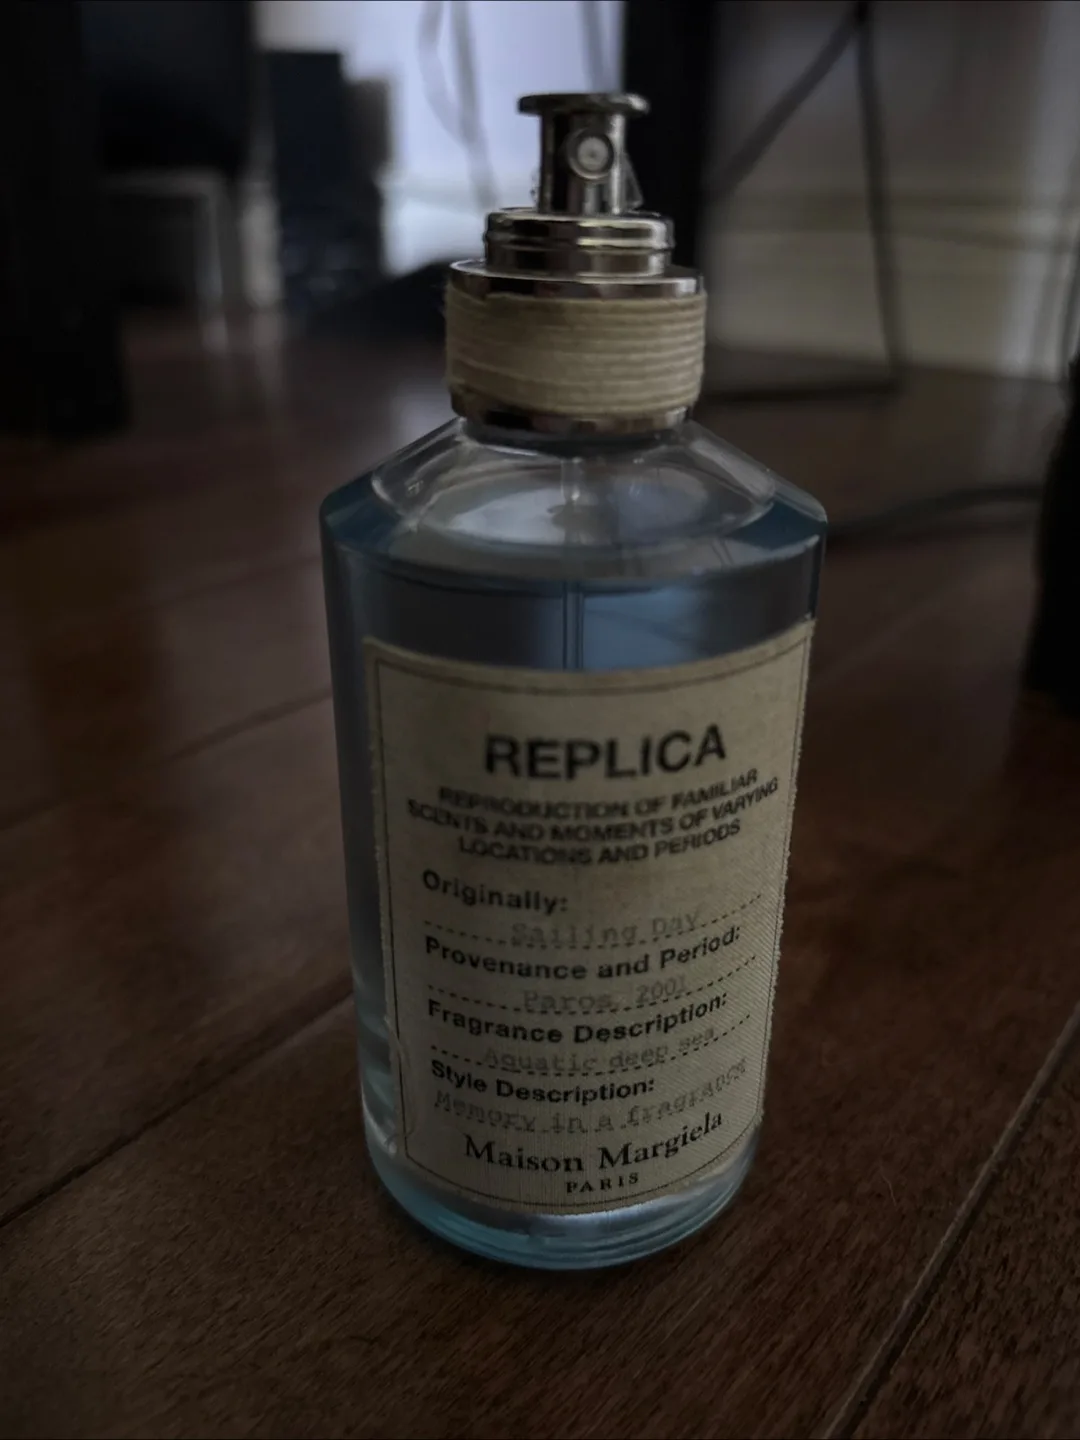 REPLICA
REPRODUCTION OF FAMILIAR
SCENTS AND MOMENTS OF VARYING
LOCATIONS AND PERIODS
Originally:
Sailing Day
Provenance and Period:
Paros, 2001
Fragrance Description:
Aquatic deep sea
Style Description:
Memory in a fragrance
Maison Margiela
PARIS